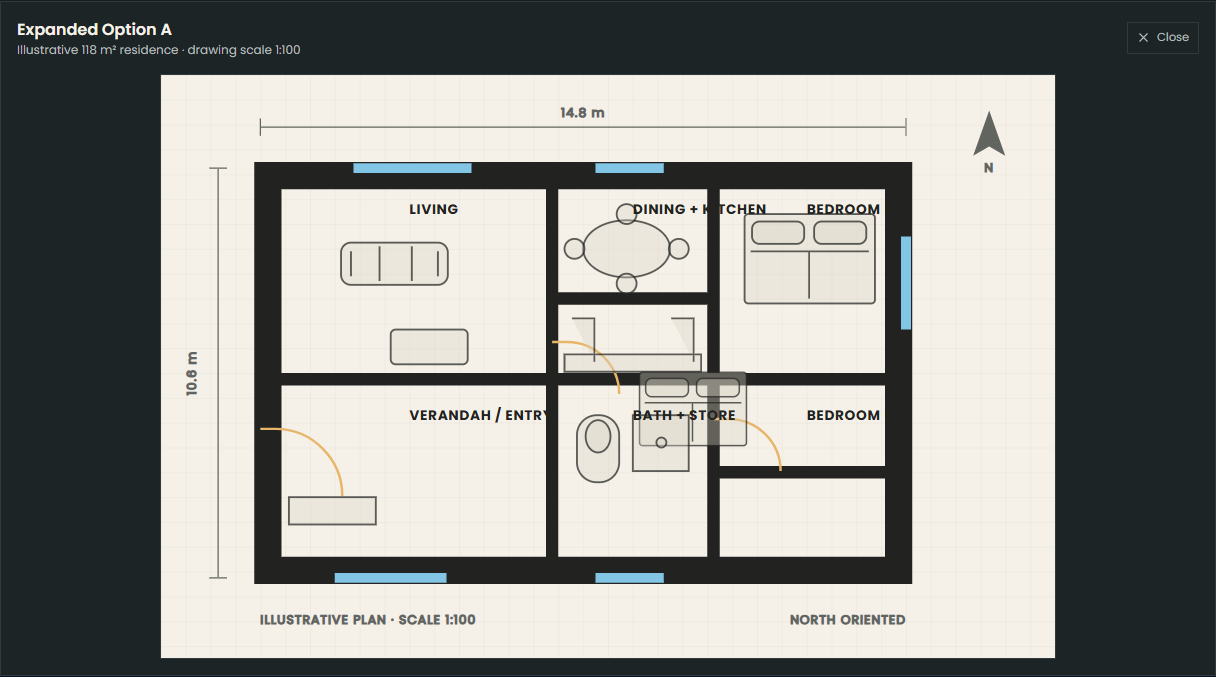 Expanded Option A
Illustrative 118 m² residence · drawing scale 1:100
Close
14.8 m
N
LIVING
DINING + KITCHEN
BEDROOM
10.8 m
VERANDAH / ENTRY
BATH + STORE
BEDROOM
ILLUSTRATIVE PLAN · SCALE 1:100
NORTH ORIENTED